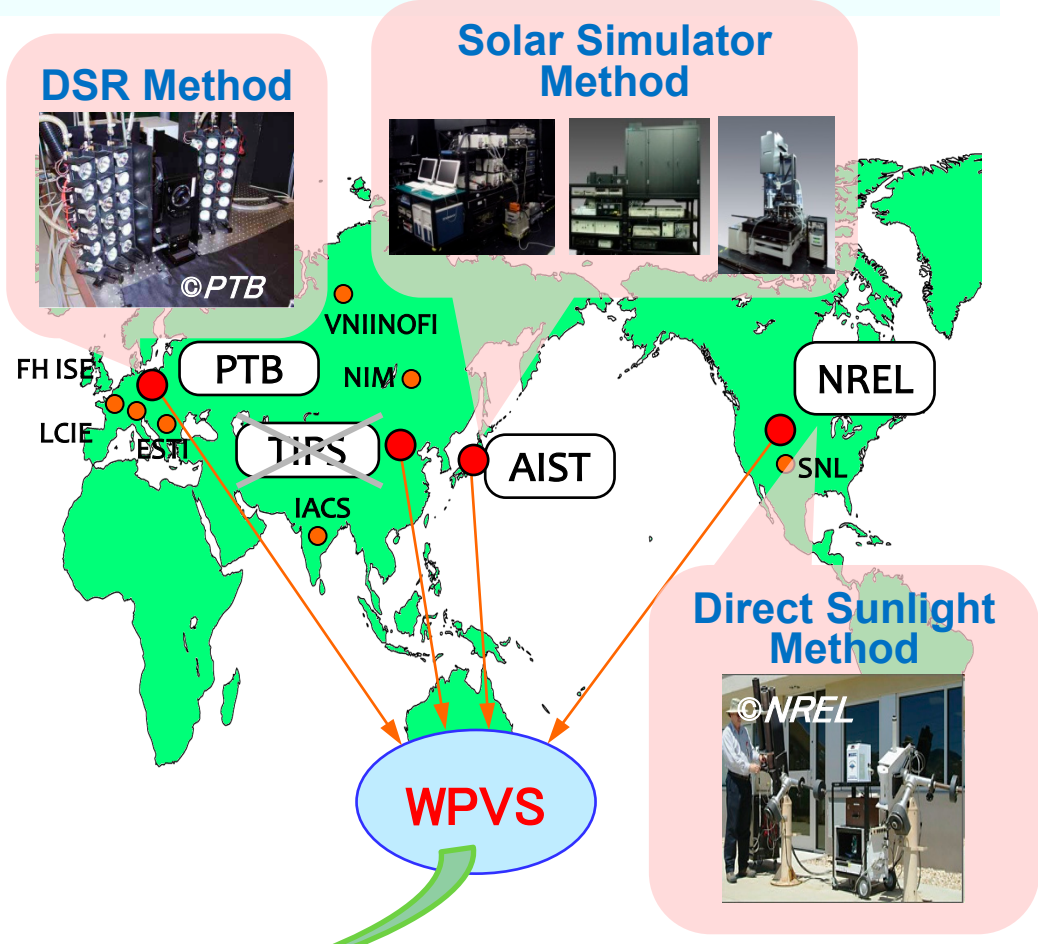 Solar Simulator
Method
DSR Method
©PTB
VNIINOFI
FH ISE
PTB
NIM
NREL
LCIE
ESTI
TIPS
AIST
SNL
IACS
Direct Sunlight
Method
©NREL
WPVS